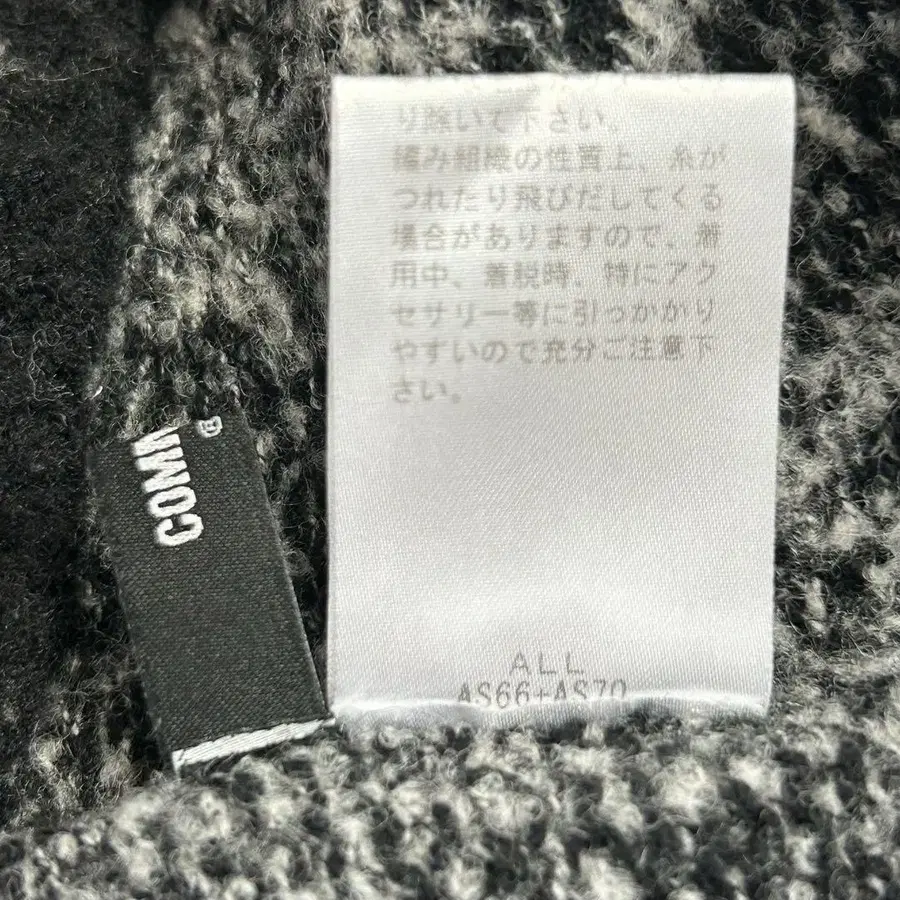 り除いて下さい。
編み組織の性質上、糸が
つれたり飛びだしてくる
場合がありますので、着
用中、着脱時、特にアク
セサリー等に引っかかり
やすいので充分ご注意下
さい。
ALL
AS66+AS70
COMM
®